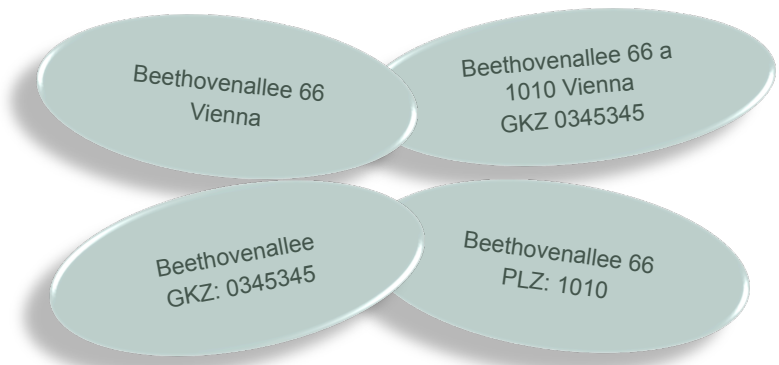 Beethovenallee 66
Vienna
Beethovenallee 66 a
1010 Vienna
GKZ 0345345
Beethovenallee
GKZ: 0345345
Beethovenallee 66
PLZ: 1010